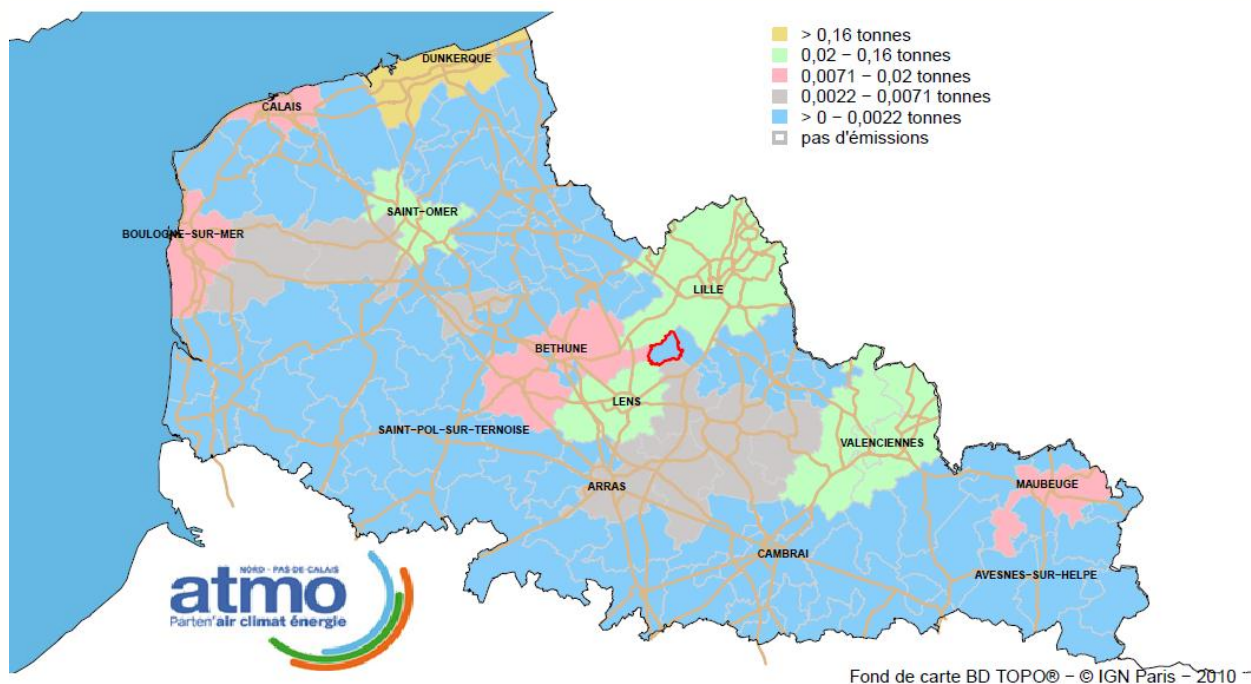 > 0,16 tonnes
0,02 − 0,16 tonnes
0,0071 − 0,02 tonnes
0,0022 − 0,0071 tonnes
> 0 − 0,0022 tonnes
pas d'émissions
DUNKERQUE
CALAIS
SAINT−OMER
BOULOGNE−SUR−MER
LILLE
BETHUNE
LENS
SAINT−POL−SUR−TERNOISE
VALENCIENNES
ARRAS
MAUBEUGE
CAMBRAI
AVESNES−SUR−HELPE
NORD - PAS-DE-CALAIS
atmo
Parten'air climat énergie
Fond de carte BD TOPO® − © IGN Paris − 2010 −